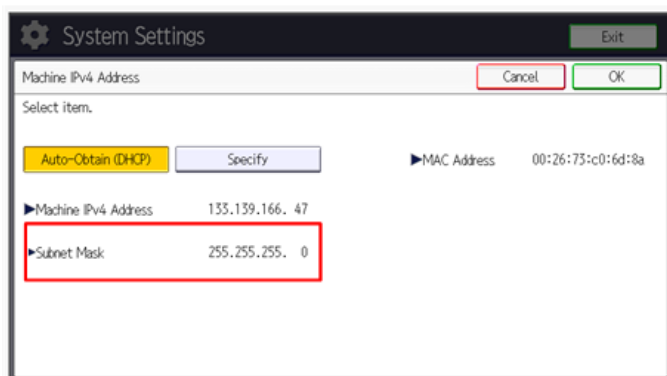 System Settings
Exit
Machine IPv4 Address
Cancel
OK
Select item.
Auto-Obtain (DHCP)
Specify
▶MAC Address 00:26:73:c0:6d:8a
▶Machine IPv4 Address 133.139.166. 47
▶Subnet Mask 255.255.255. 0